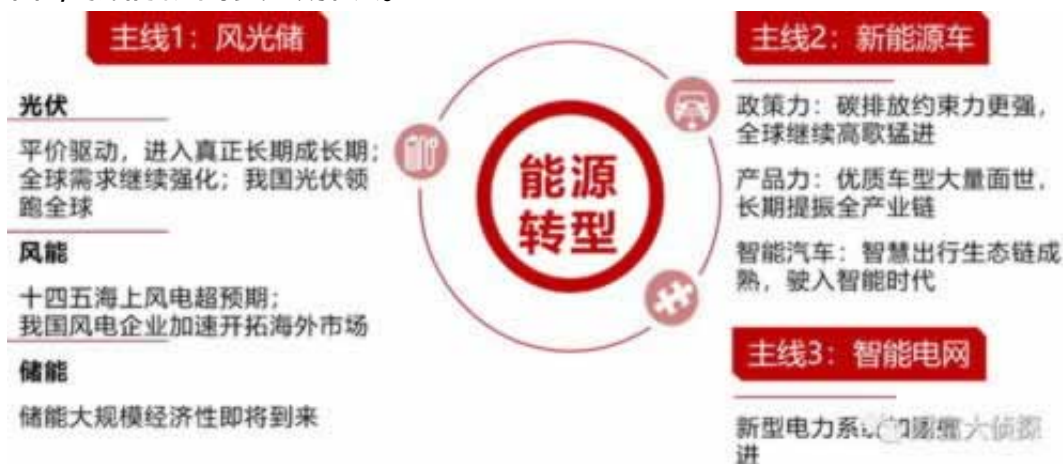 主线1：风光储
光伏
平价驱动，进入真正长期成长期；
全球需求继续强化；我国光伏领
跑全球
风能
十四五海上风电超预期；
我国风电企业加速开拓海外市场
储能
储能大规模经济性即将到来
能源
转型
主线2：新能源车
政策力：碳排放约束力更强，
全球继续高歌猛进
产品力：优质车型大量面世，
长期提振全产业链
智能汽车：智慧出行生态链成
熟，驶入智能时代
主线3：智能电网
新型电力系
进
大侦探